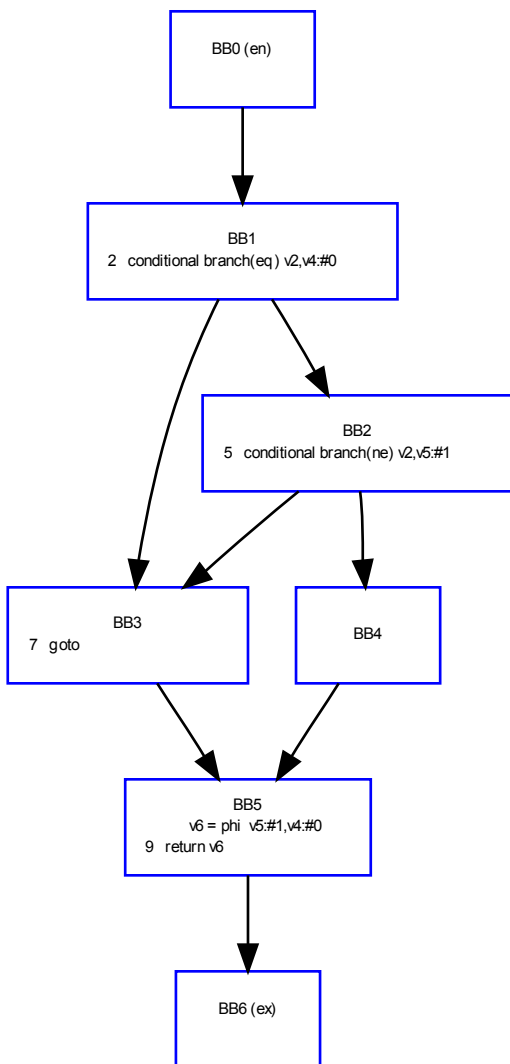 BB0 (en)
BB1
2 conditional branch(eq) v2,v4:#0
BB2
5 conditional branch(ne) v2,v5:#1
BB3
7 goto
BB4
BB5
v6 = phi v5:#1,v4:#0
9 return v6
BB6 (ex)